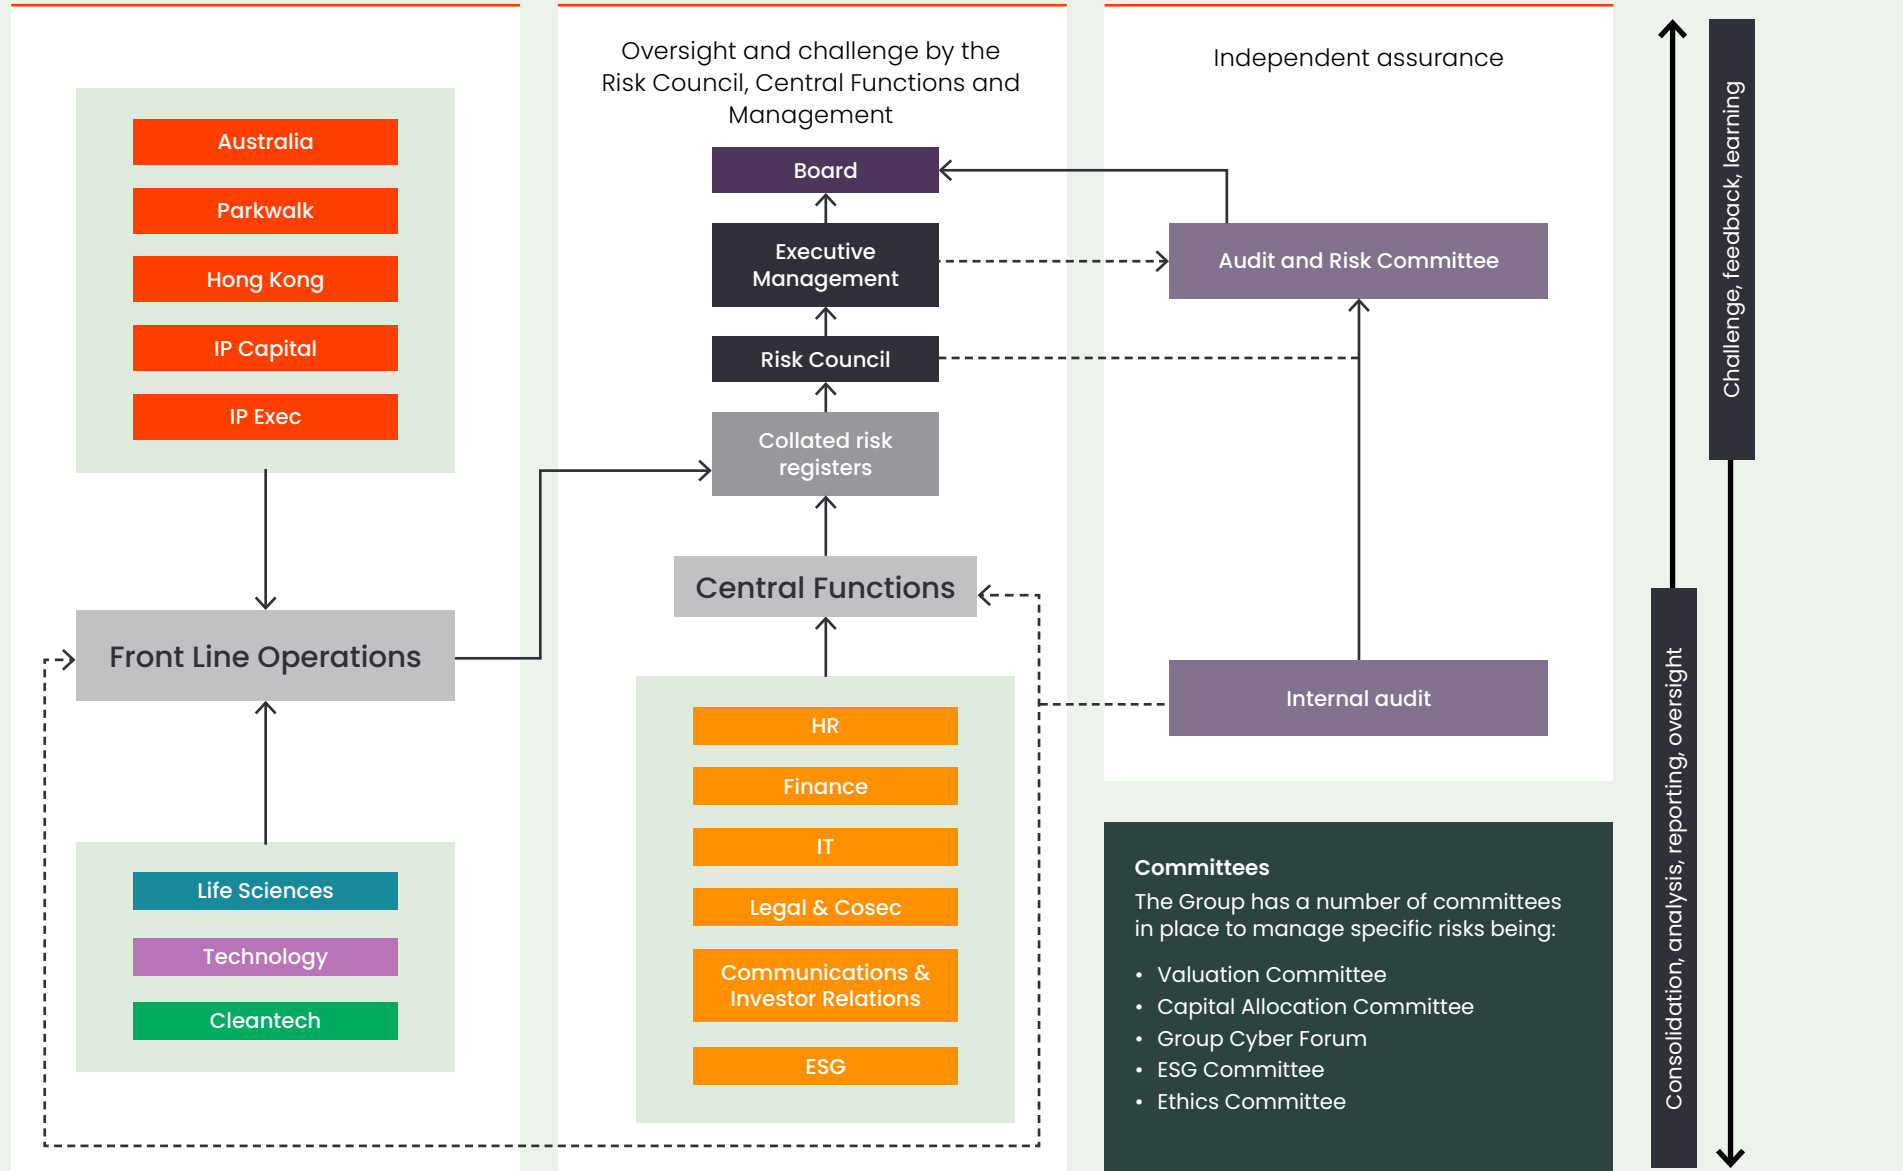 Australia
Parkwalk
Hong Kong
IP Capital
IP Exec
Front Line Operations
Life Sciences
Technology
Cleantech
Oversight and challenge by the
Risk Council, Central Functions and
Management
Board
Executive
Management
Risk Council
Collated risk
registers
Central Functions
HR
Finance
IT
Legal & Cosec
Communications &
Investor Relations
ESG
Independent assurance
Audit and Risk Committee
Internal audit
Committees
The Group has a number of committees
in place to manage specific risks being:
• Valuation Committee
• Capital Allocation Committee
• Group Cyber Forum
• ESG Committee
• Ethics Committee
Consolidation, analysis, reporting, oversight
Challenge, feedback, learning